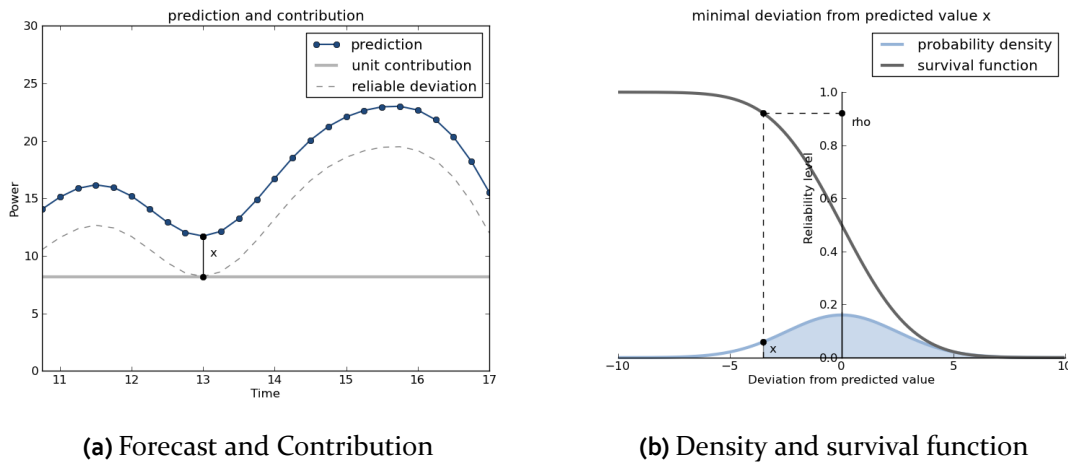 prediction and contribution
30
25
20
15
10
5
0
Power
prediction
unit contribution
reliable deviation
x
11 12 13 14 15 16 17
Time
(a) Forecast and Contribution
minimal deviation from predicted value x
probability density
survival function
1.0
0.8
0.6
0.4
0.2
0.0
Reliability level
rho
x
−10 −5 0 5 10
Deviation from predicted value
(b) Density and survival function